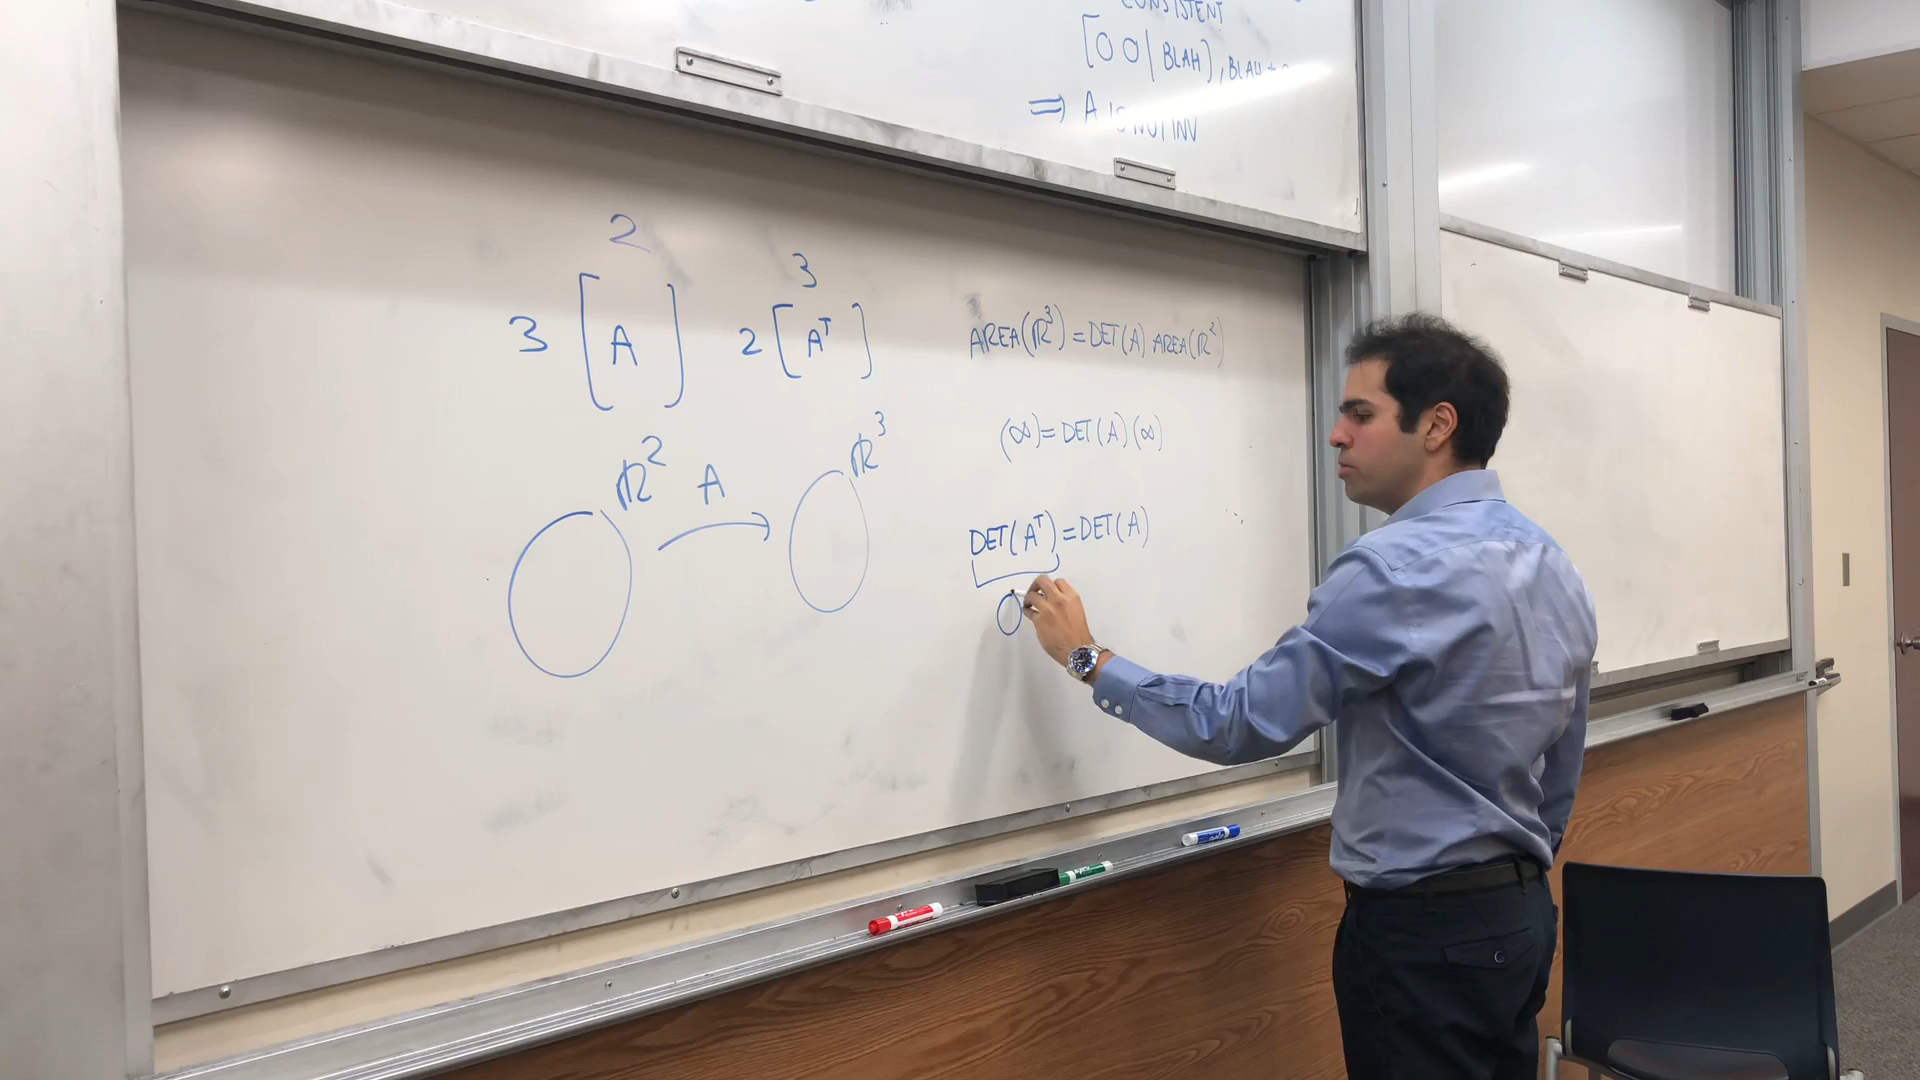 CONSISTENT
[0 0 | BLAH], BLAH ≠
⇒ A IS NOT INV
2
3 [A]
3
2 [Aᵀ]
ℝ² A ℝ³
AREA(ℝ³) = DET(A) AREA(ℝ²)
(∞) = DET(A) (∞)
DET(Aᵀ) = DET(A)
0